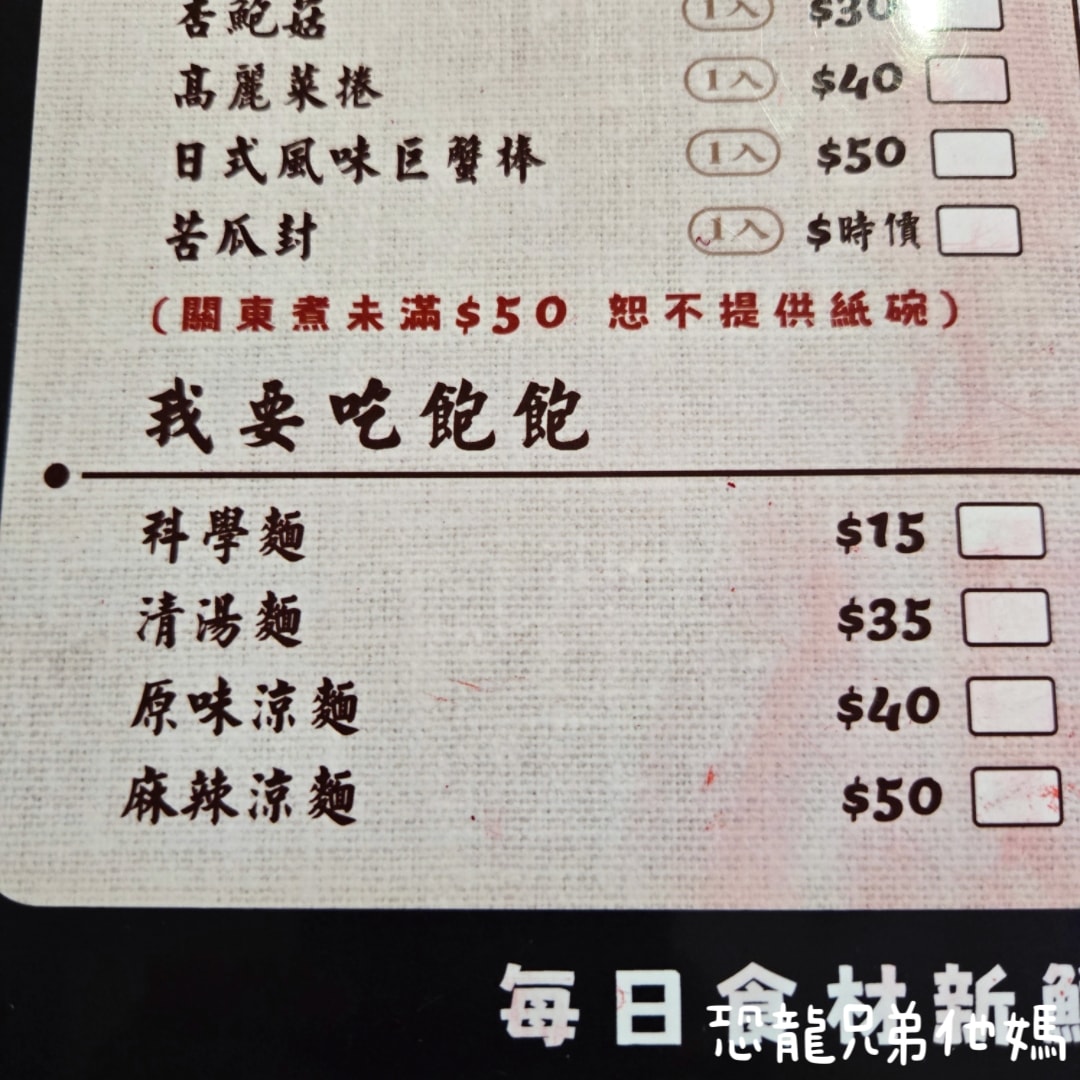 杏鮑菇 1入 $30
高麗菜捲 1入 $40
日式風味巨蟹棒 1入 $50
苦瓜封 1入 $時價
(關東煮未滿$50 恕不提供紙碗)
我要吃飽飽
科學麵 $15
清湯麵 $35
原味涼麵 $40
麻辣涼麵 $50
每日食材新鮮
恐龍兄弟他媽